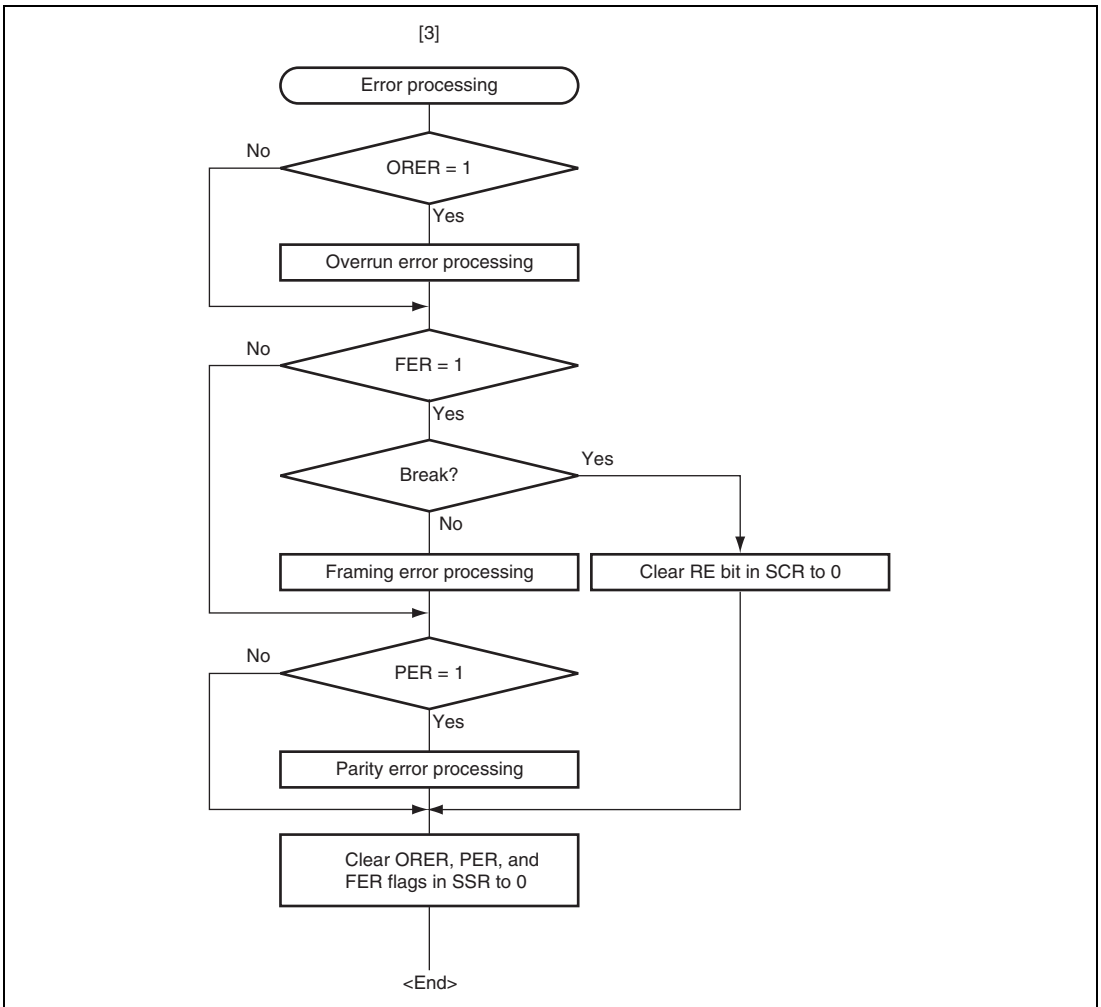 [3]
Error processing
No
ORER = 1
Yes
Overrun error processing
No
FER = 1
Yes
Break?
Yes
No
Framing error processing
Clear RE bit in SCR to 0
No
PER = 1
Yes
Parity error processing
Clear ORER, PER, and
FER flags in SSR to 0
<End>